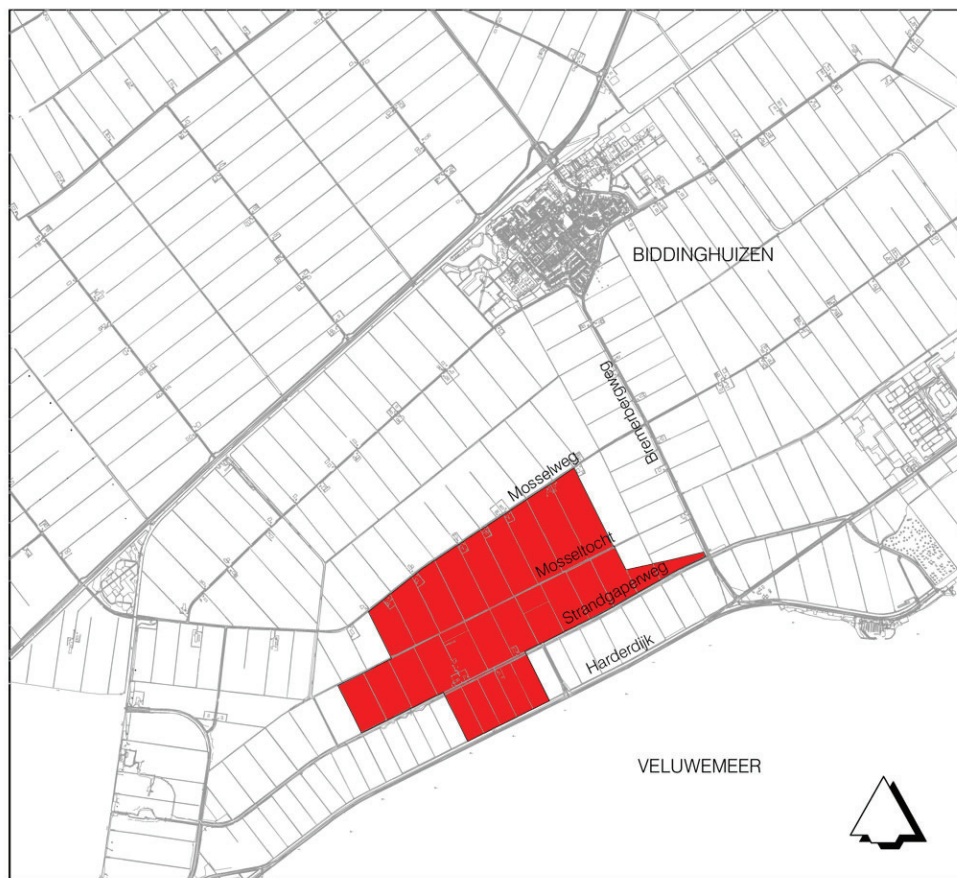 BIDDINGHUIZEN
Bremerbergweg
Mosselweg
Mosseltocht
Strandgaperweg
Harderdijk
VELUWEMEER